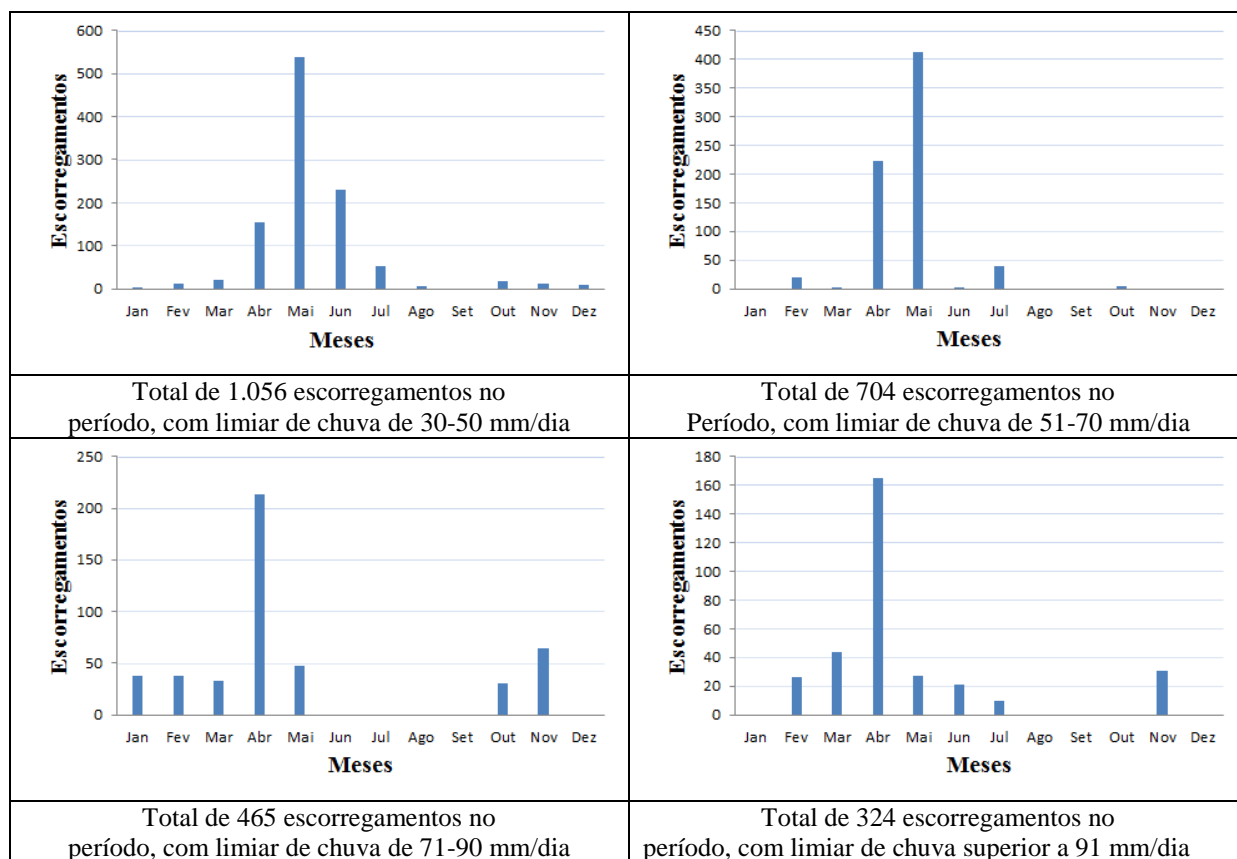 Escorregamentos
600
500
400
300
200
100
0
Jan Fev Mar Abr Mai Jun Jul Ago Set Out Nov Dez
Meses
Escorregamentos
450
400
350
300
250
200
150
100
50
0
Jan Fev Mar Abr Mai Jun Jul Ago Set Out Nov Dez
Meses
Total de 1.056 escorregamentos no
período, com limiar de chuva de 30-50 mm/dia
Total de 704 escorregamentos no
Período, com limiar de chuva de 51-70 mm/dia
Escorregamentos
250
200
150
100
50
0
Jan Fev Mar Abr Mai Jun Jul Ago Set Out Nov Dez
Meses
Escorregamentos
180
160
140
120
100
80
60
40
20
0
Jan Fev Mar Abr Mai Jun Jul Ago Set Out Nov Dez
Meses
Total de 465 escorregamentos no
período, com limiar de chuva de 71-90 mm/dia
Total de 324 escorregamentos no
período, com limiar de chuva superior a 91 mm/dia